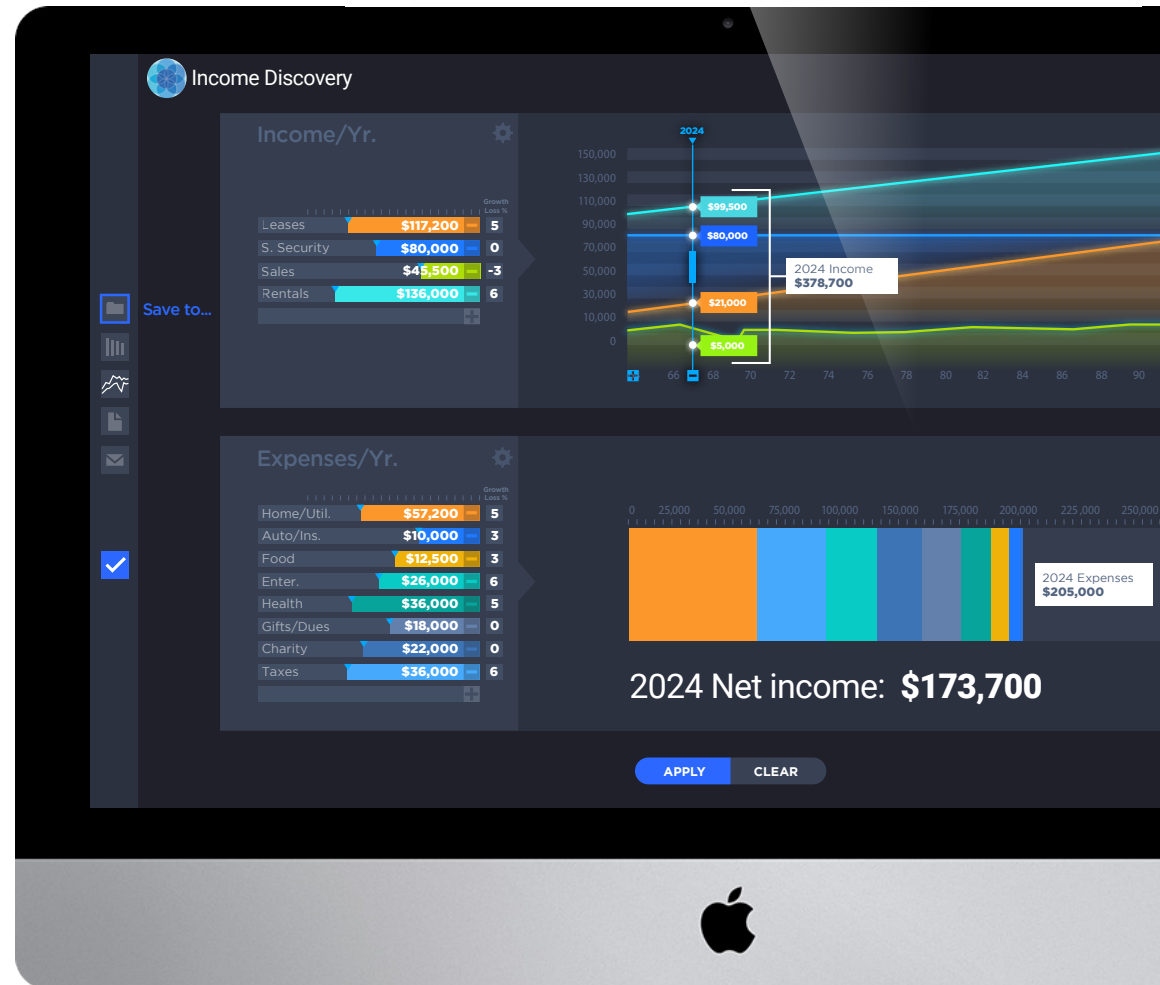 Income Discovery
Income/Yr.
Growth
Loss %
Leases $117,200 5
S. Security $80,000 0
Sales $45,500 -3
Rentals $136,000 6
2024
150,000
130,000
110,000
90,000
70,000
50,000
30,000
10,000
0
$99,500
$80,000
$21,000
$5,000
2024 Income
$378,700
66 68 70 72 74 76 78 80 82 84 86 88 90
Save to...
Expenses/Yr.
Growth
Loss %
Home/Util. $57,200 5
Auto/Ins. $10,000 3
Food $12,500 3
Enter. $26,000 6
Health $36,000 5
Gifts/Dues $18,000 0
Charity $22,000 0
Taxes $36,000 6
0 25,000 50,000 75,000 100,000 150,000 175,000 200,000 225,000 250,000
2024 Expenses
$205,000
2024 Net income: $173,700
APPLY CLEAR